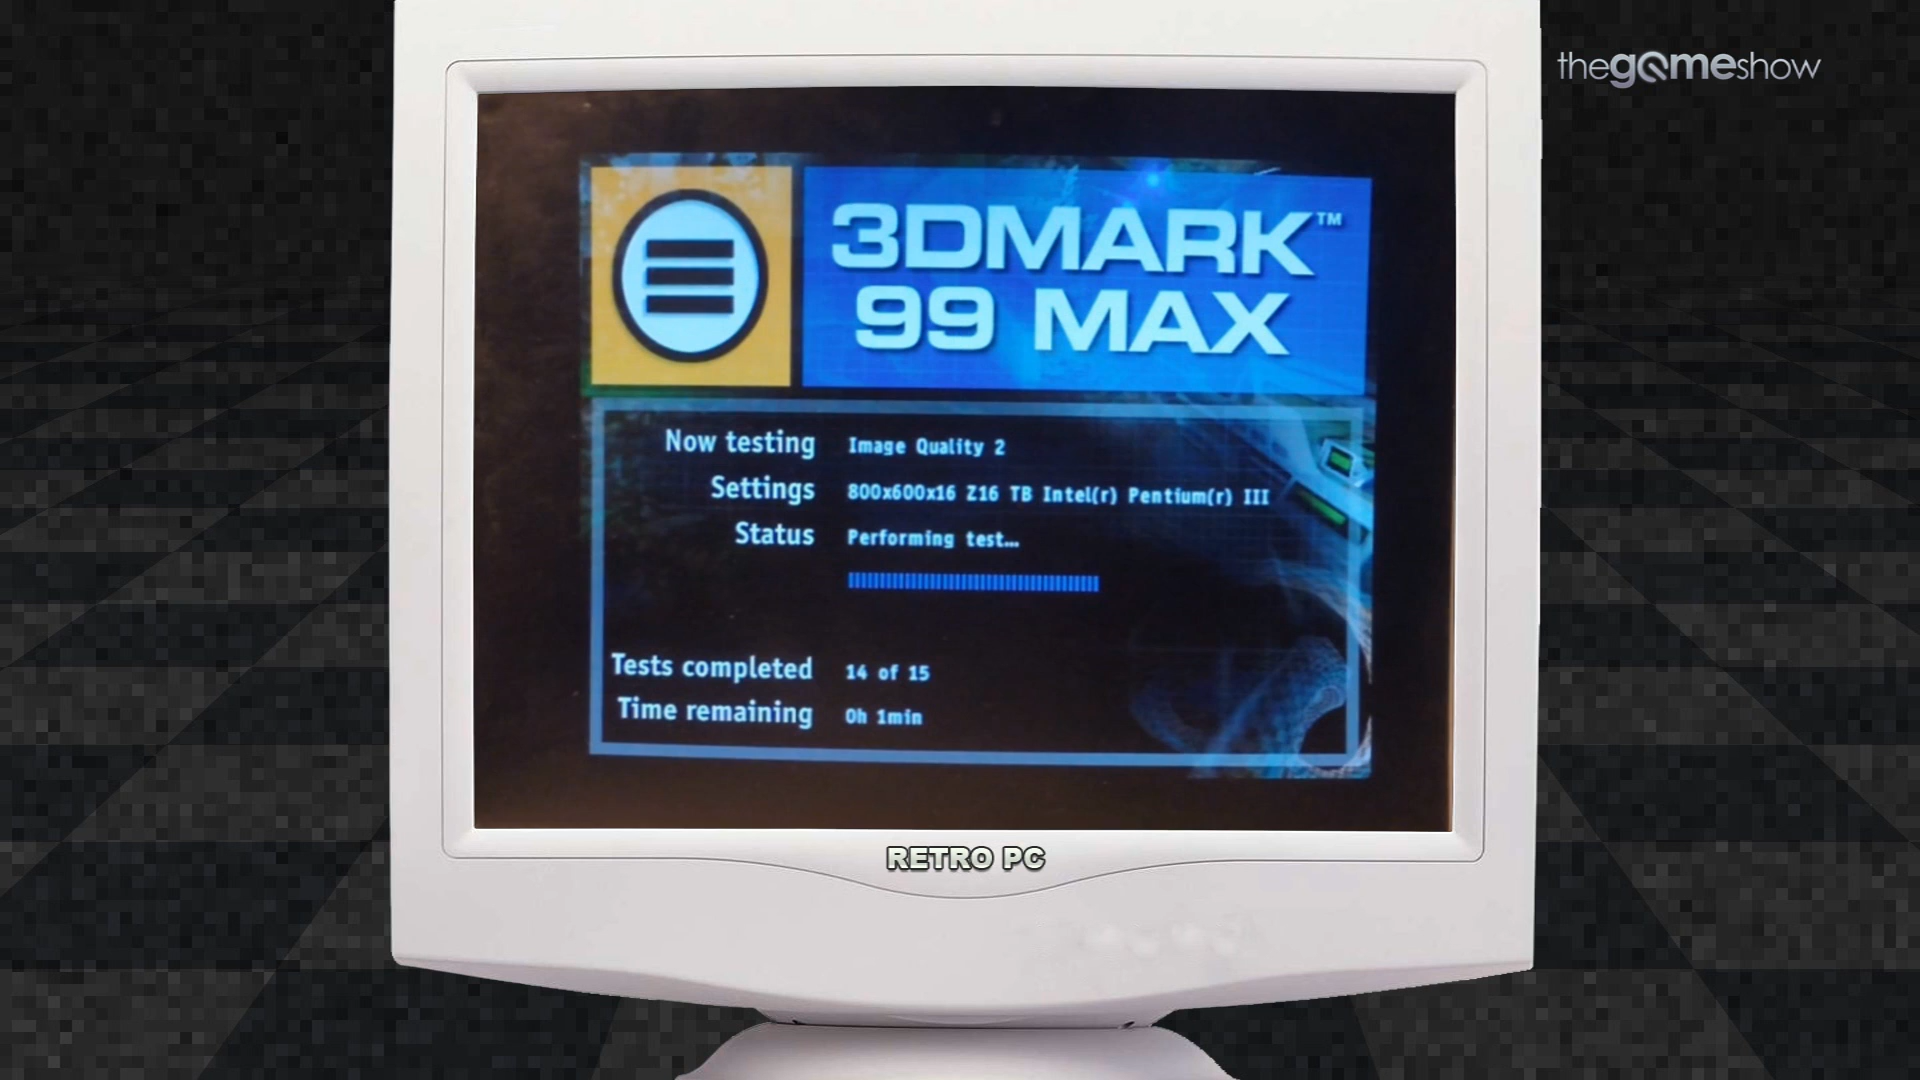 thegameshow
3DMARK™
99 MAX
Now testing Image Quality 2
Settings 800x600x16 Z16 TB Intel(r) Pentium(r) III
Status Performing test...
Tests completed 14 of 15
Time remaining 0h 1min
RETRO PC